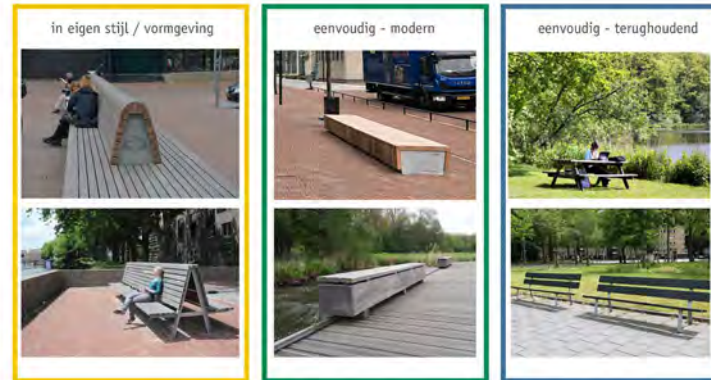 in eigen stijl / vormgeving
eenvoudig - modern
eenvoudig - terughoudend